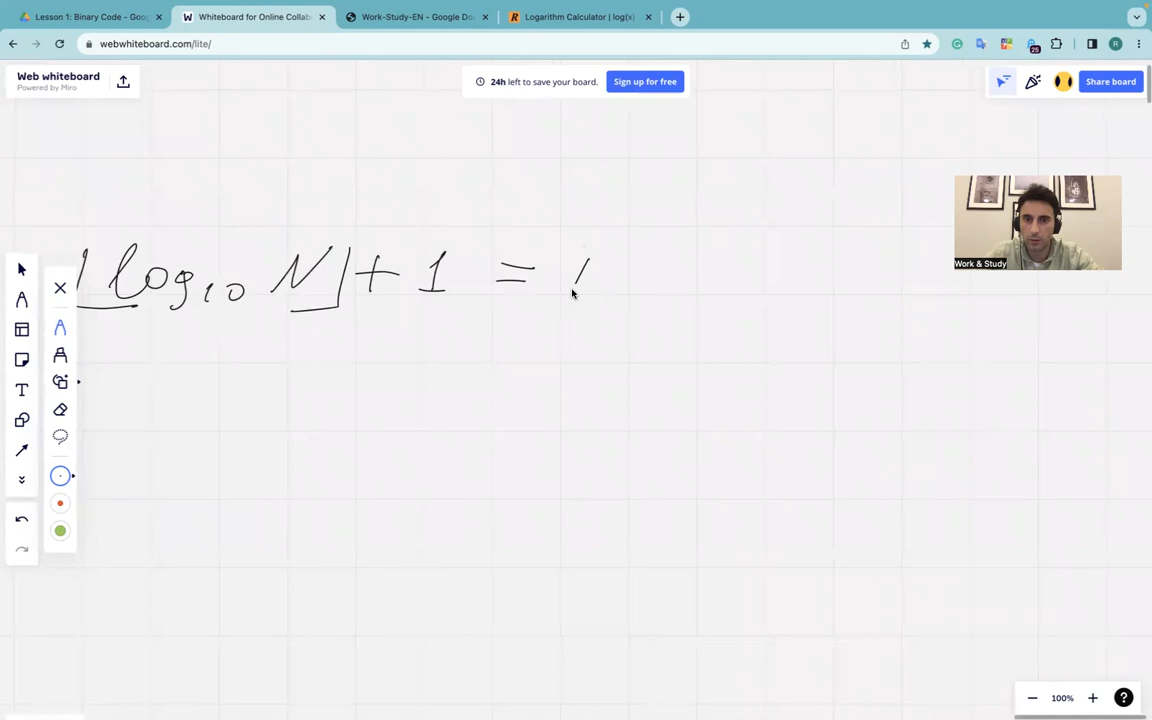 Lesson 1: Binary Code - Goo
Whiteboard for Online Collab
Work-Study-EN - Google Do
Logarithm Calculator | log(x)
webwhiteboard.com/lite/
25
R
Web whiteboard
Powered by Miro
24h left to save your board.
Sign up for free
Share board
Work & Study
⌊log₁₀ N⌋ + 1 =
T
100%
?